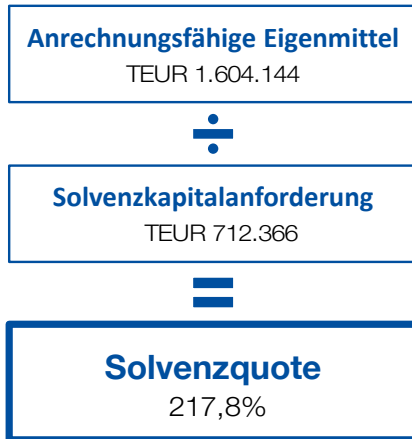 Anrechnungsfähige Eigenmittel
TEUR 1.604.144
÷
Solvenzkapitalanforderung
TEUR 712.366
=
Solvenzquote
217,8%